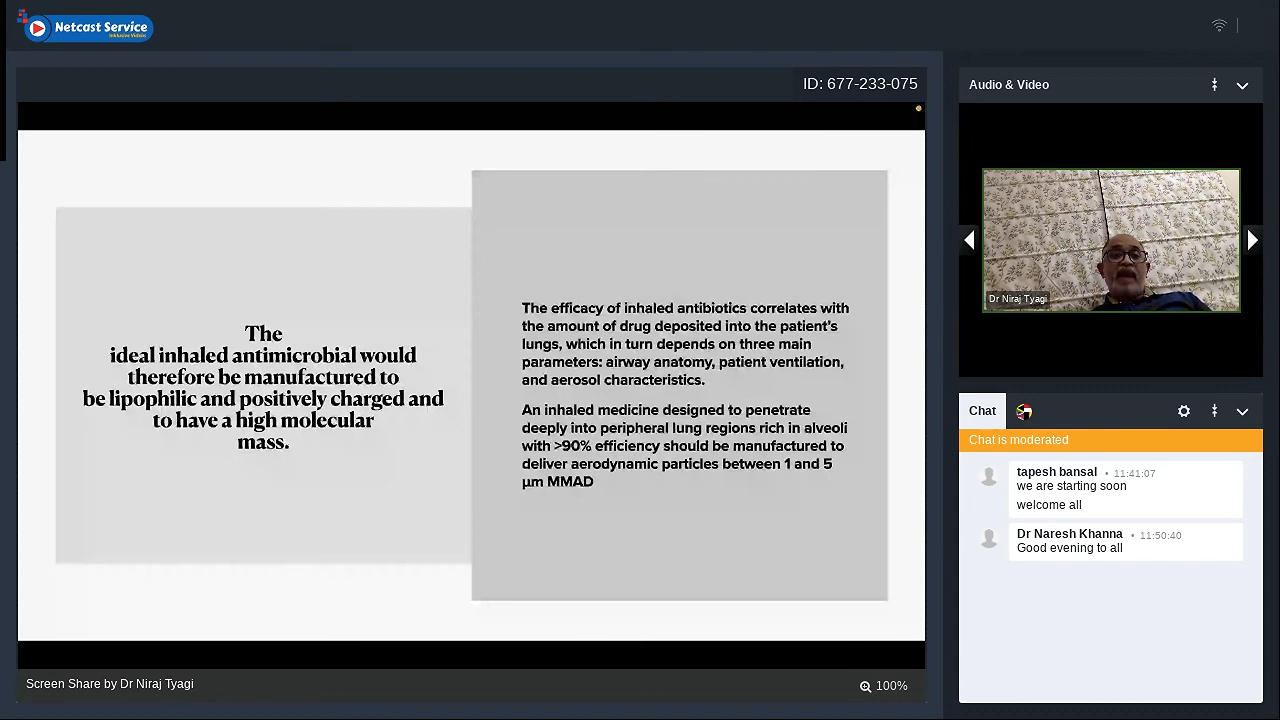 Netcast Service
Inklusive Videos
ID: 677-233-075
The
ideal inhaled antimicrobial would
therefore be manufactured to
be lipophilic and positively charged and
to have a high molecular
mass.
The efficacy of inhaled antibiotics correlates with
the amount of drug deposited into the patient's
lungs, which in turn depends on three main
parameters: airway anatomy, patient ventilation,
and aerosol characteristics.
An inhaled medicine designed to penetrate
deeply into peripheral lung regions rich in alveoli
with >90% efficiency should be manufactured to
deliver aerodynamic particles between 1 and 5
µm MMAD
Screen Share by Dr Niraj Tyagi
100%
Audio & Video
Dr Niraj Tyagi
Chat
Chat is moderated
tapesh bansal • 11:41:07
we are starting soon
welcome all
Dr Naresh Khanna • 11:50:40
Good evening to all